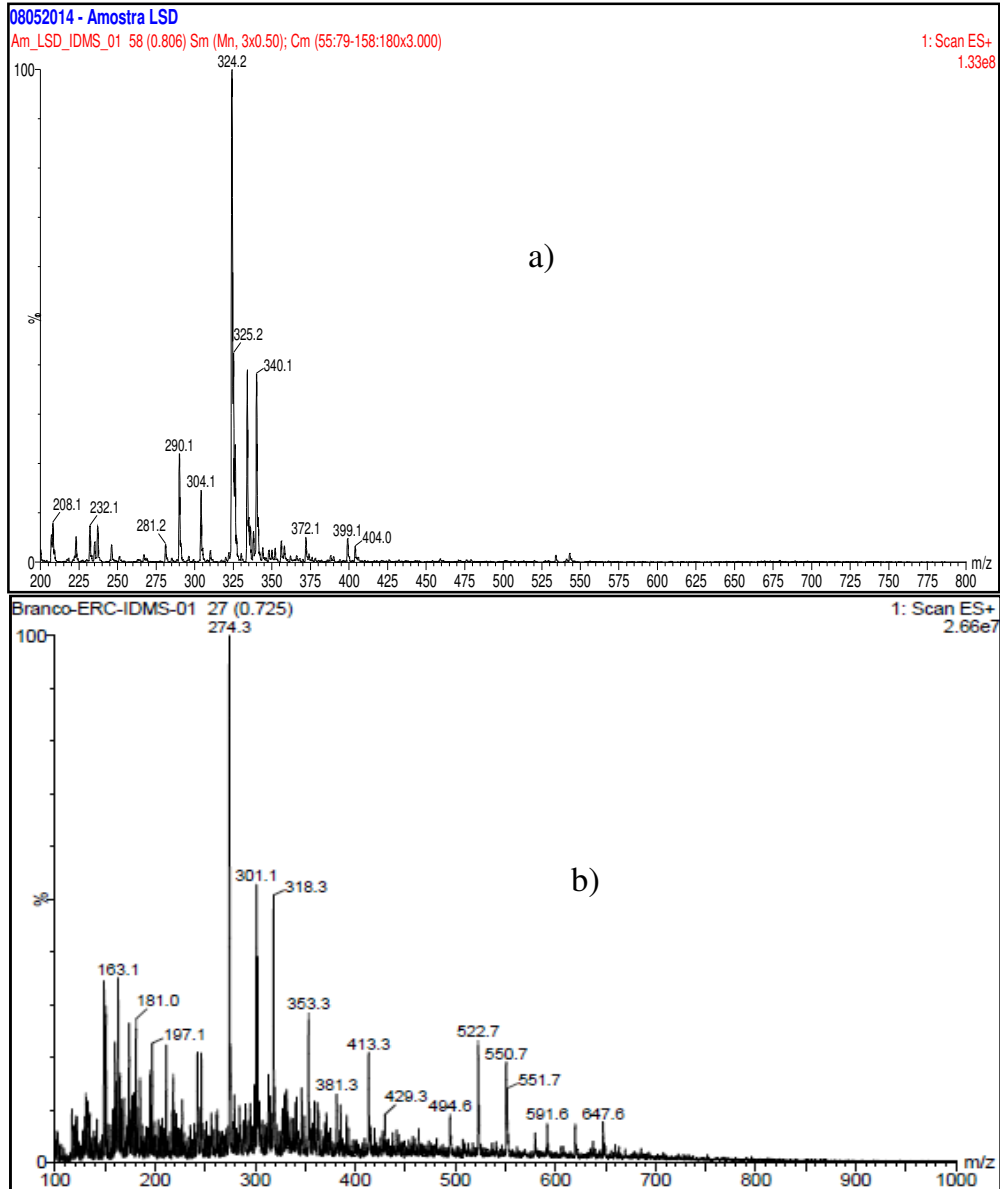 08052014 - Amostra LSD
Am_LSD_IDMS_01 58 (0.806) Sm (Mn, 3x0.50); Cm (55:79-158:180x3.000)
1: Scan ES+
1.33e8
324.2
100
a)
%
325.2
340.1
290.1
304.1
208.1
232.1
281.2
372.1
399.1
404.0
0
200 225 250 275 300 325 350 375 400 425 450 475 500 525 550 575 600 625 650 675 700 725 750 775 800
m/z
Branco-ERC-IDMS-01 27 (0.725)
1: Scan ES+
2.66e7
274.3
100
b)
%
301.1
318.3
163.1
181.0
197.1
353.3
413.3
381.3
429.3
522.7
550.7
551.7
494.6
591.6
647.6
0
100 200 300 400 500 600 700 800 900 1000
m/z